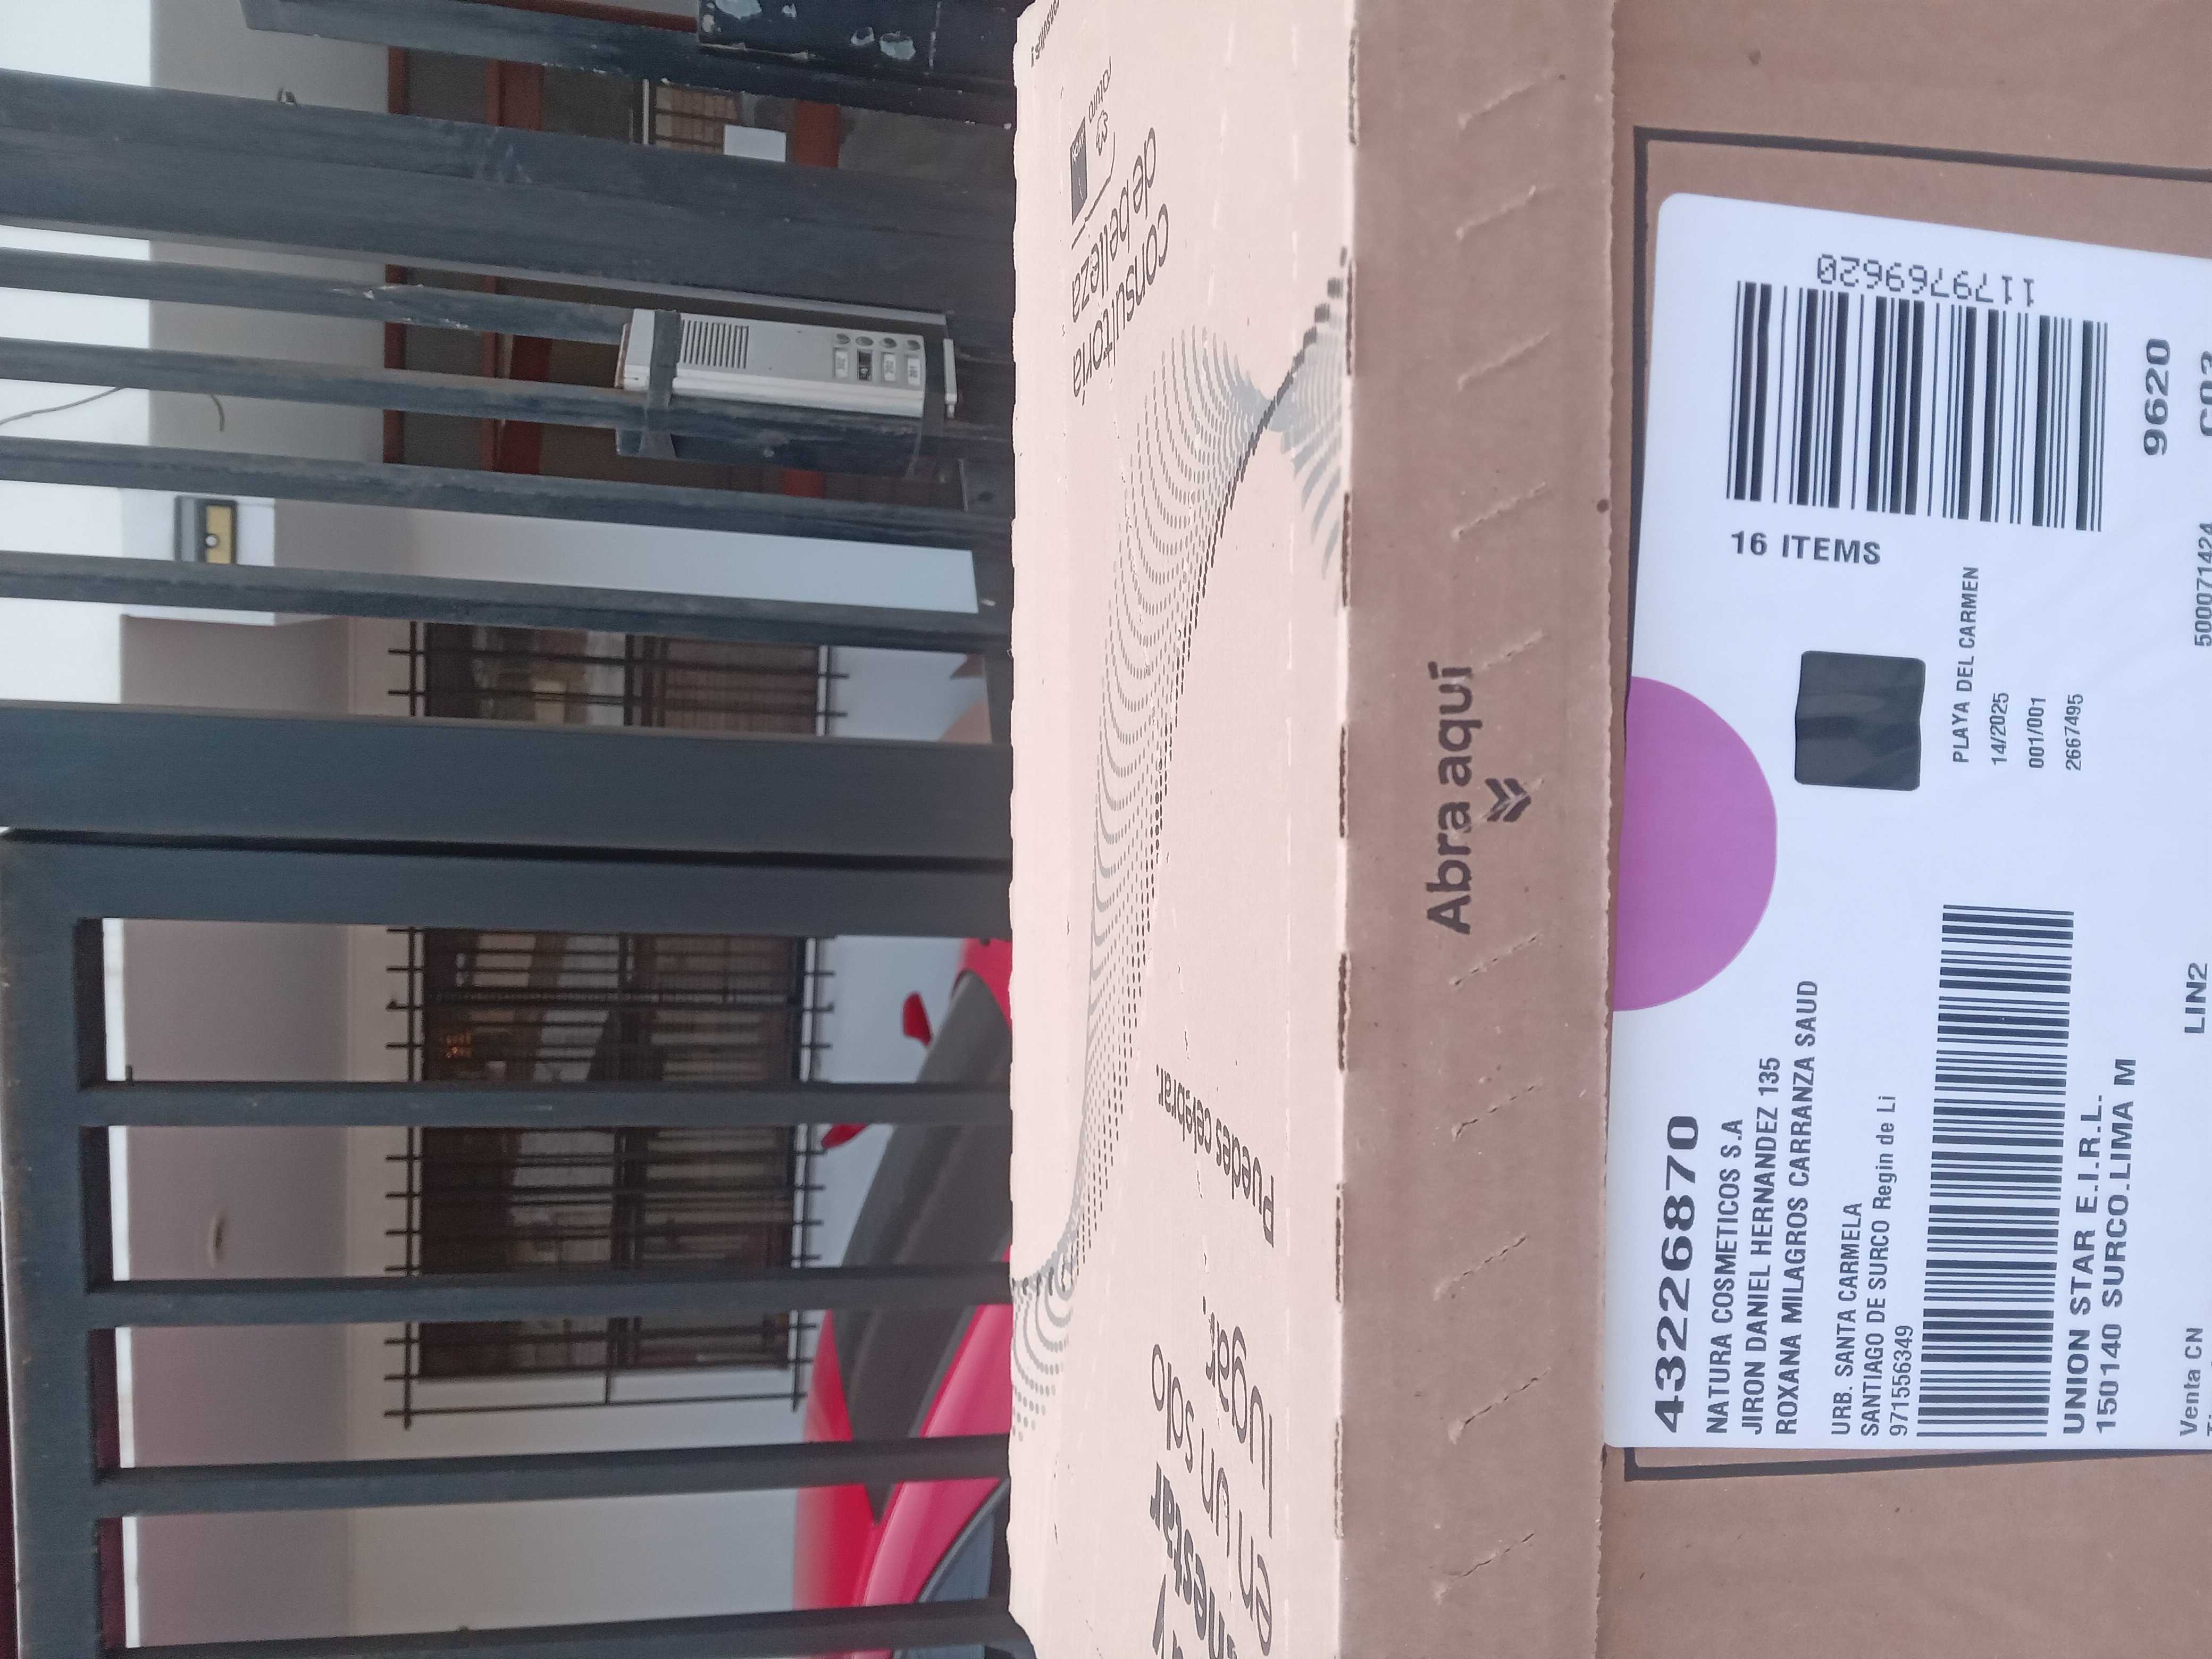 consultoría
de belleza
Puedes celebrar.
en un solo
lugar.
Abra aquí
43226870
NATURA COSMETICOS S.A
JIRON DANIEL HERNANDEZ 135
ROXANA MILAGROS CARRANZA SAUD
URB. SANTA CARMELA
SANTIAGO DE SURCO Regin de Li
971556349
UNION STAR E.I.R.L.
150140 SURCO.LIMA M
Venta CN
LIN2
16 ITEMS
1179769620
PLAYA DEL CARMEN
14/2025
001/001
2667495
9620
5000071424
C03